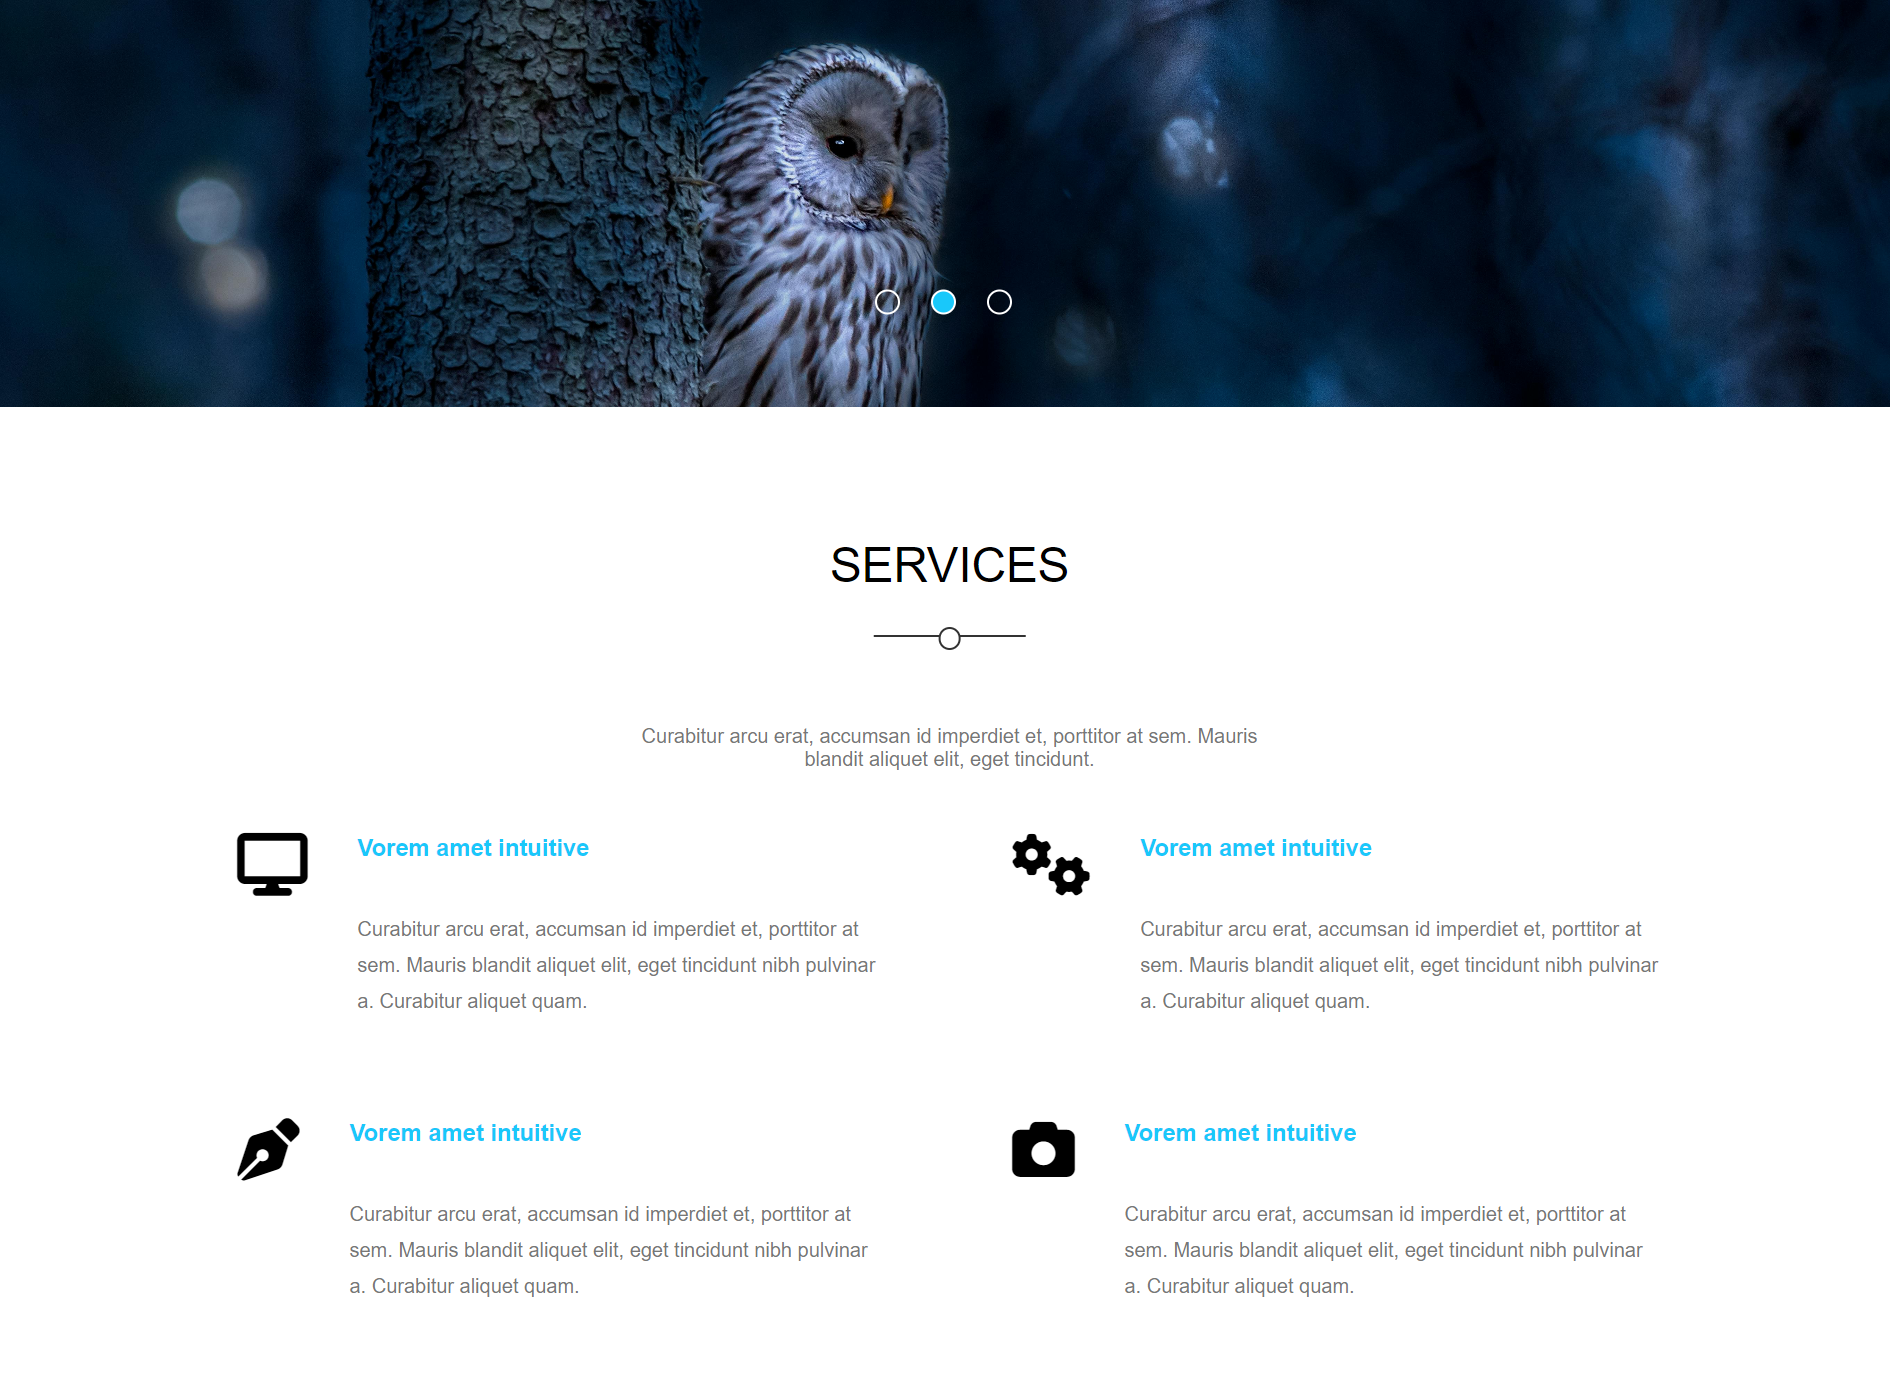 SERVICES
Curabitur arcu erat, accumsan id imperdiet et, porttitor at sem. Mauris
blandit aliquet elit, eget tincidunt.
Vorem amet intuitive
Curabitur arcu erat, accumsan id imperdiet et, porttitor at
sem. Mauris blandit aliquet elit, eget tincidunt nibh pulvinar
a. Curabitur aliquet quam.
Vorem amet intuitive
Curabitur arcu erat, accumsan id imperdiet et, porttitor at
sem. Mauris blandit aliquet elit, eget tincidunt nibh pulvinar
a. Curabitur aliquet quam.
Vorem amet intuitive
Curabitur arcu erat, accumsan id imperdiet et, porttitor at
sem. Mauris blandit aliquet elit, eget tincidunt nibh pulvinar
a. Curabitur aliquet quam.
Vorem amet intuitive
Curabitur arcu erat, accumsan id imperdiet et, porttitor at
sem. Mauris blandit aliquet elit, eget tincidunt nibh pulvinar
a. Curabitur aliquet quam.